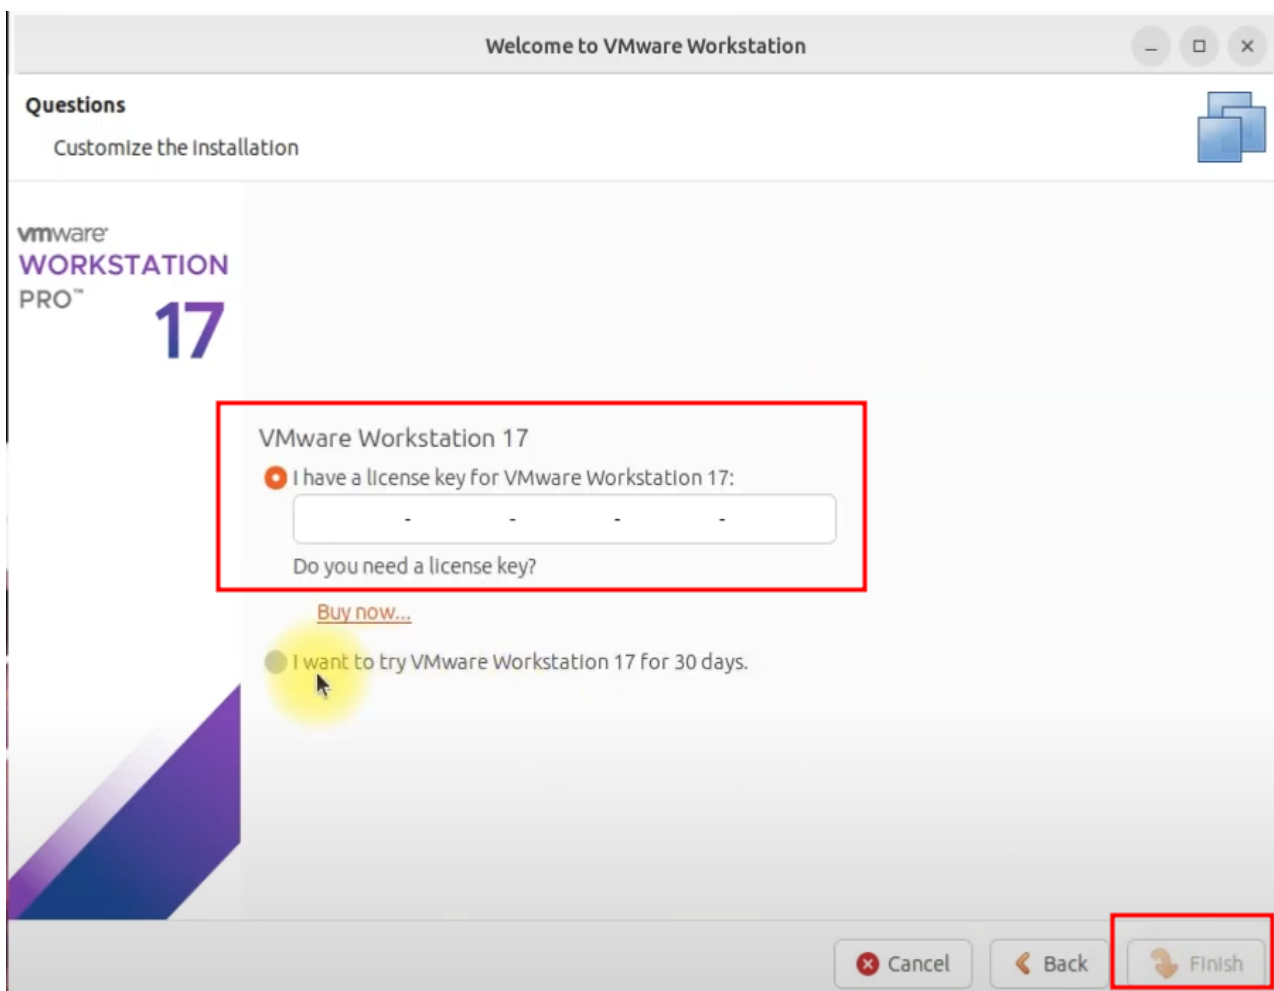 Welcome to VMware Workstation
Questions
Customize the Installation
vmware
WORKSTATION
PRO™
17
VMware Workstation 17
I have a license key for VMware Workstation 17:
- - - -
Do you need a license key?
Buy now...
I want to try VMware Workstation 17 for 30 days.
Cancel Back Finish